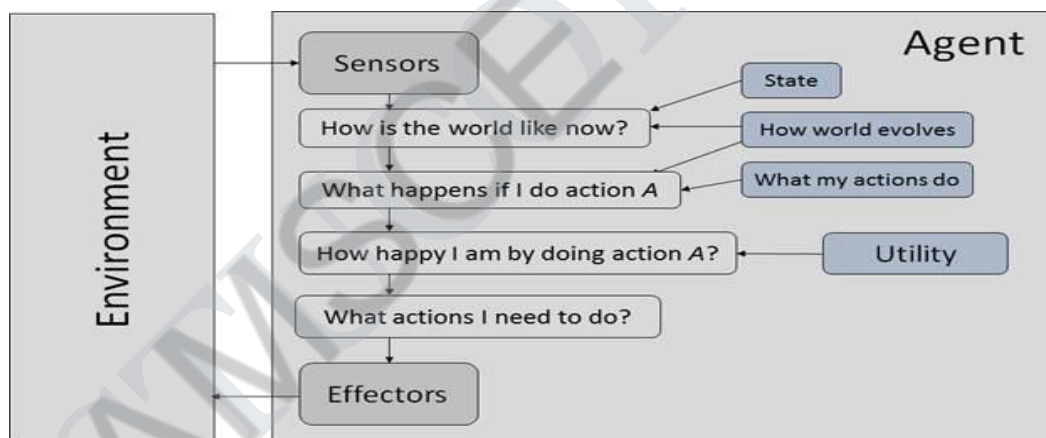 Agent
Sensors
State
How is the world like now?
How world evolves
What happens if I do action A
What my actions do
How happy I am by doing action A?
Utility
What actions I need to do?
Effectors
Environment